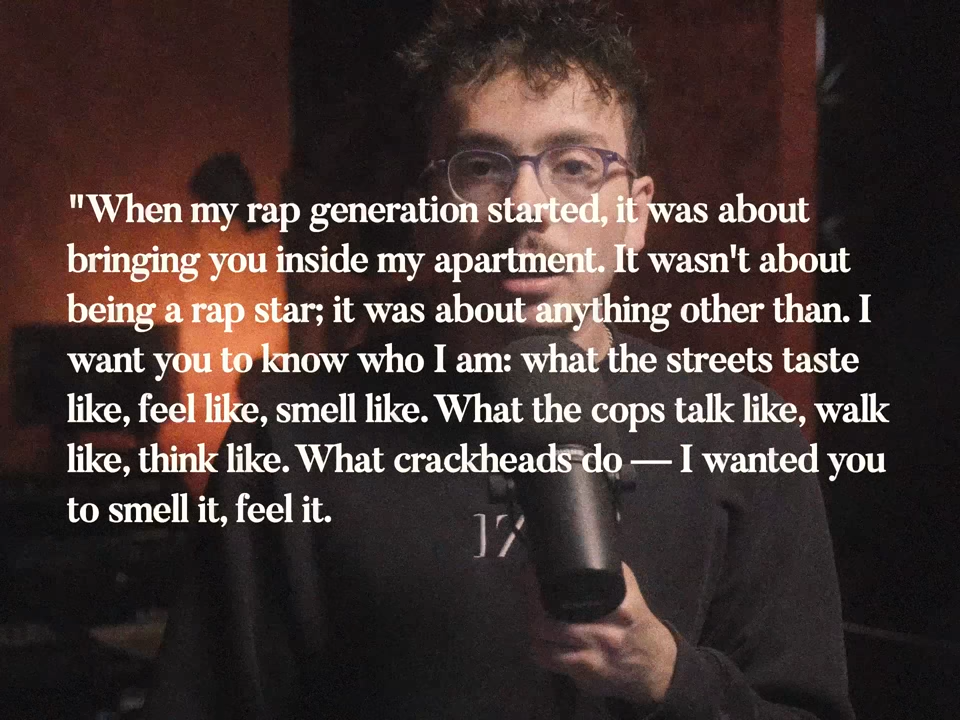 "When my rap generation started, it was about
bringing you inside my apartment. It wasn't about
being a rap star; it was about anything other than. I
want you to know who I am: what the streets taste
like, feel like, smell like. What the cops talk like, walk
like, think like. What crackheads do — I wanted you
to smell it, feel it.
17